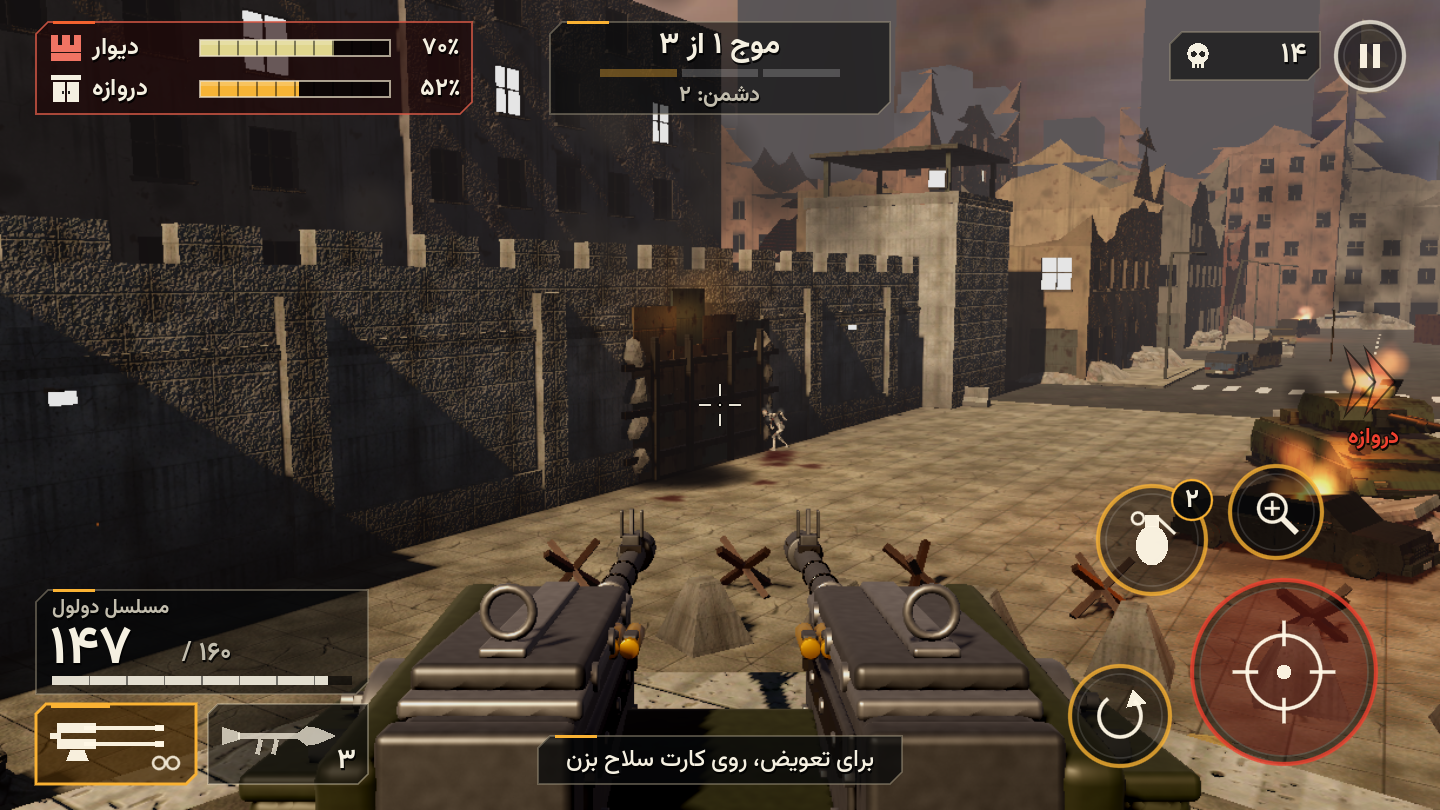 دیوار ۷۰٪
دروازه ۵۲٪
موج ۱ از ۳
دشمن: ۲
۱۴
دروازه
۲
مسلسل دولول
۱۴۷ / ۱۶۰
∞
۳
برای تعویض، روی کارت سلاح بزن